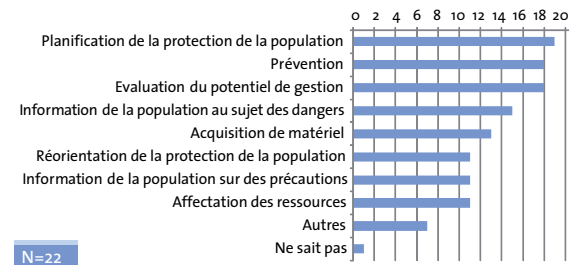 0 2 4 6 8 10 12 14 16 18 20
Planification de la protection de la population
Prévention
Evaluation du potentiel de gestion
Information de la population au sujet des dangers
Acquisition de matériel
Réorientation de la protection de la population
Information de la population sur des précautions
Affectation des ressources
Autres
Ne sait pas
N=22